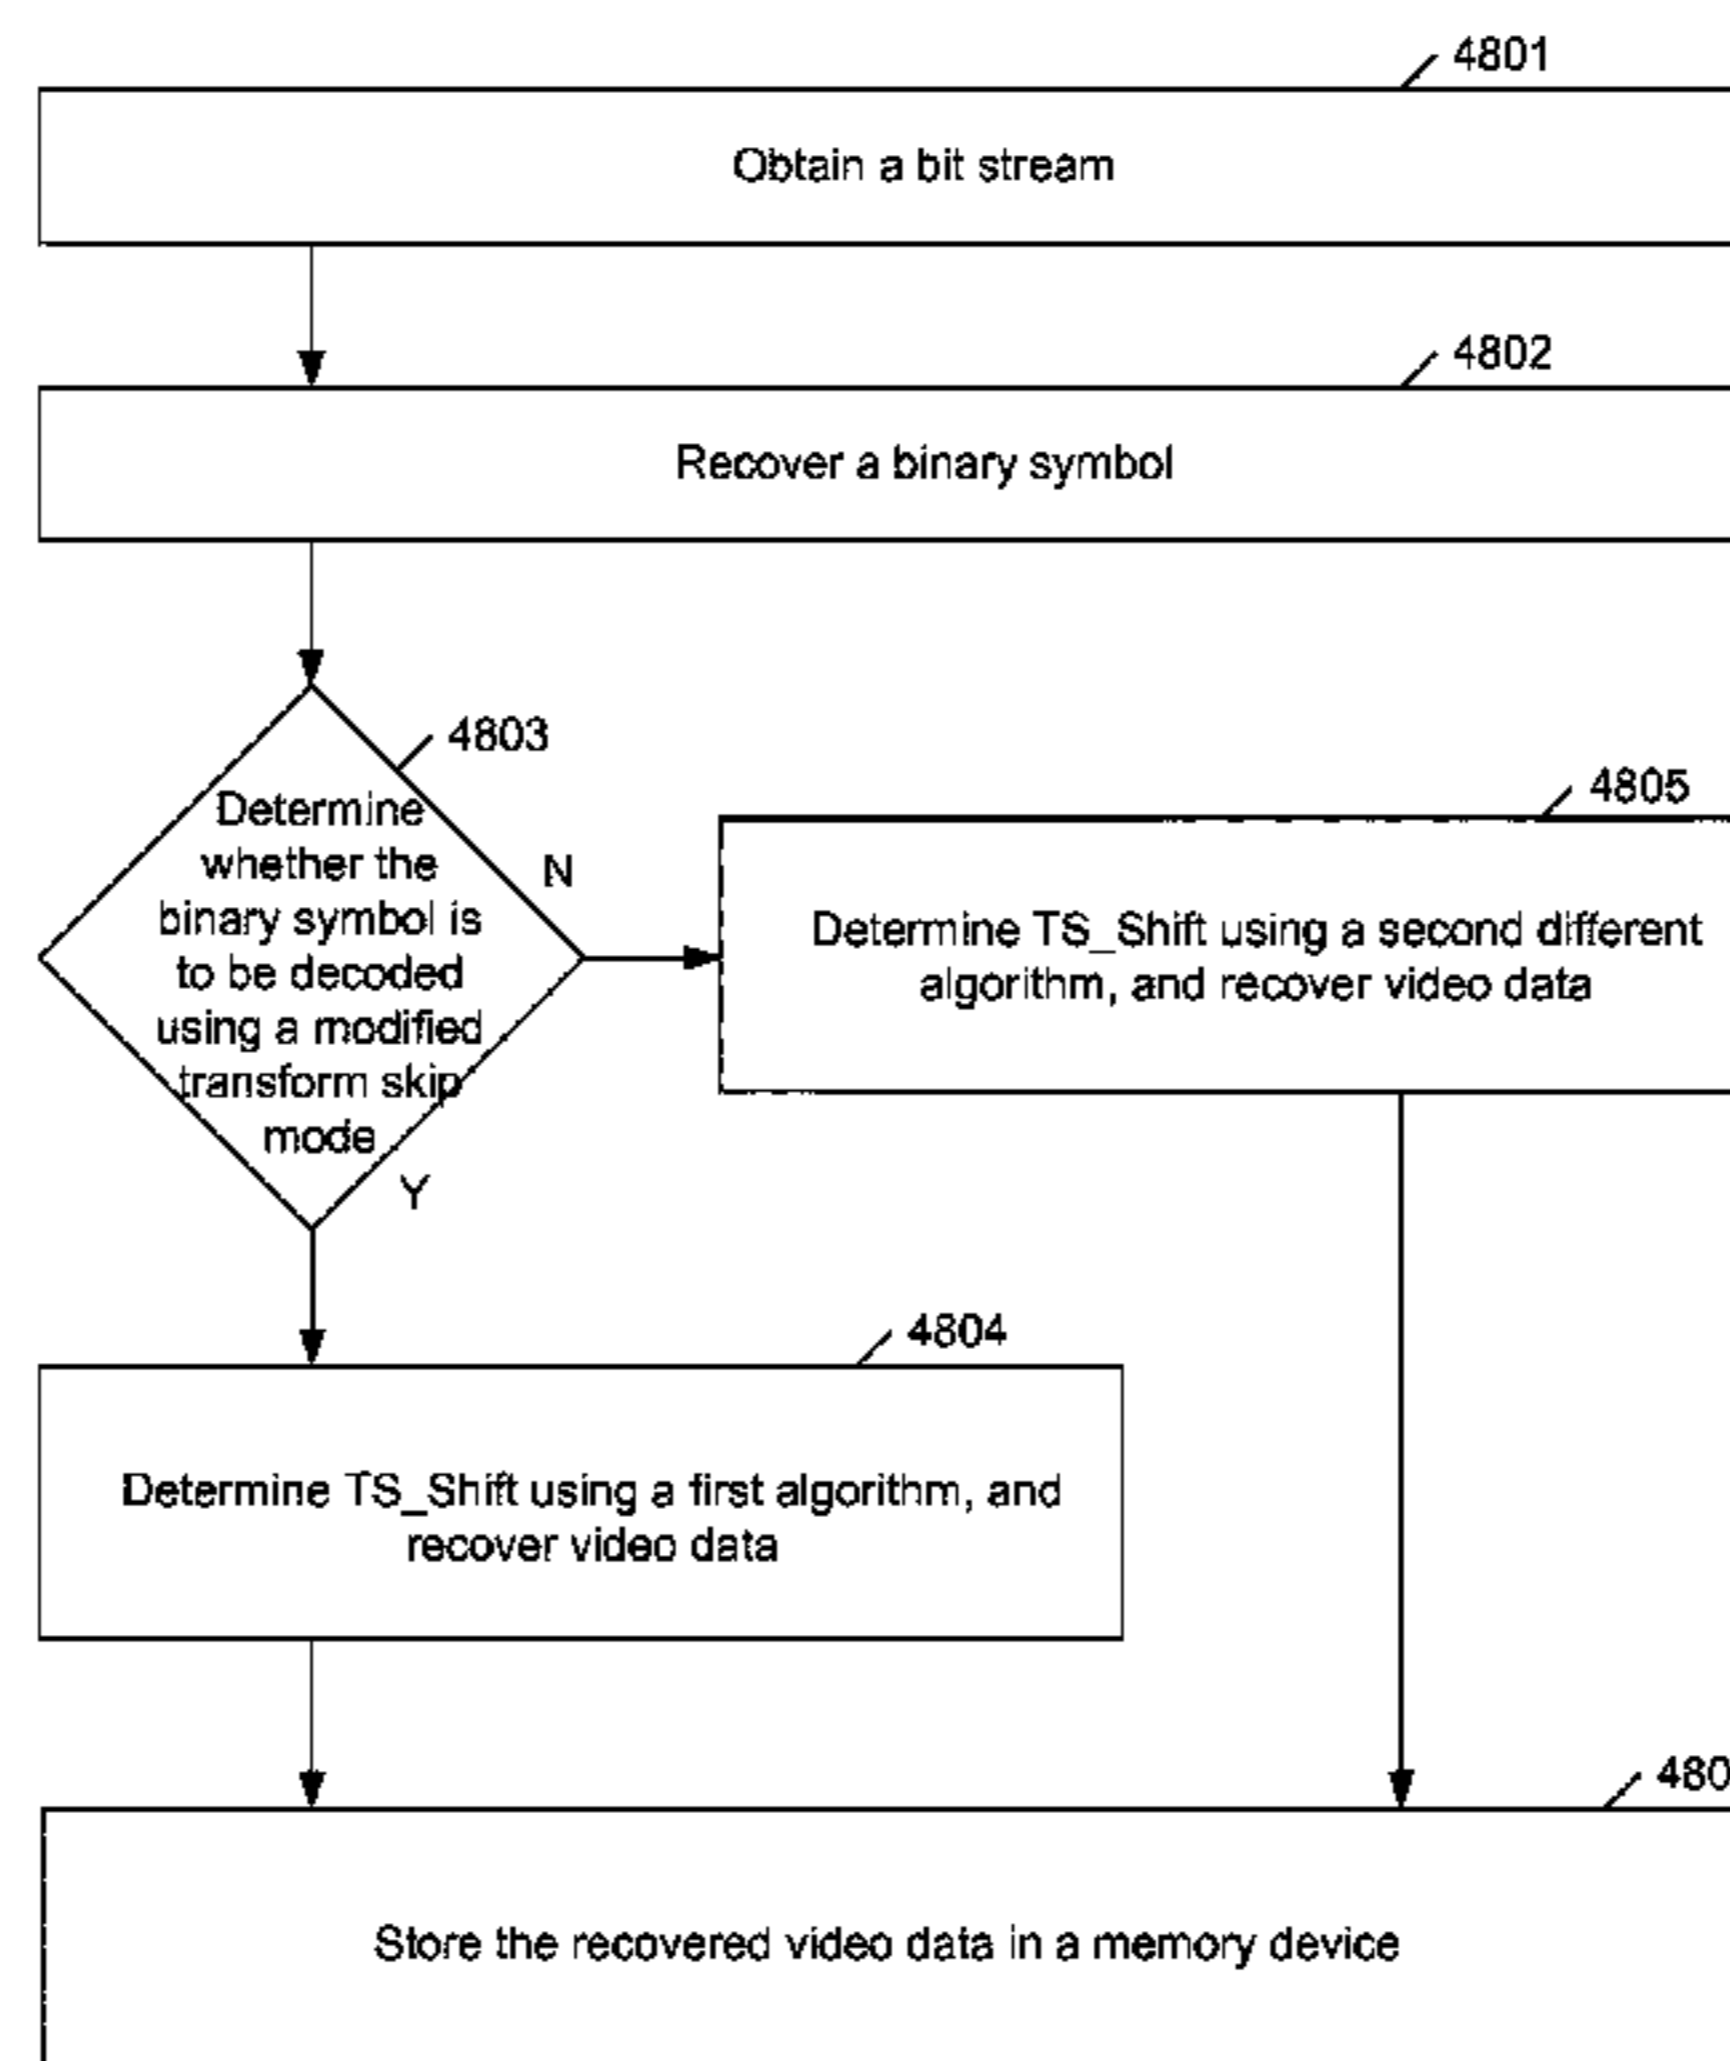 4801
Obtain a bit stream
4802
Recover a binary symbol
4803
Determine
whether the
binary symbol is
to be decoded
using a modified
transform skip
mode
N
Y
4805
Determine TS_Shift using a second different
algorithm, and recover video data
4804
Determine TS_Shift using a first algorithm, and
recover video data
480
Store the recovered video data in a memory device